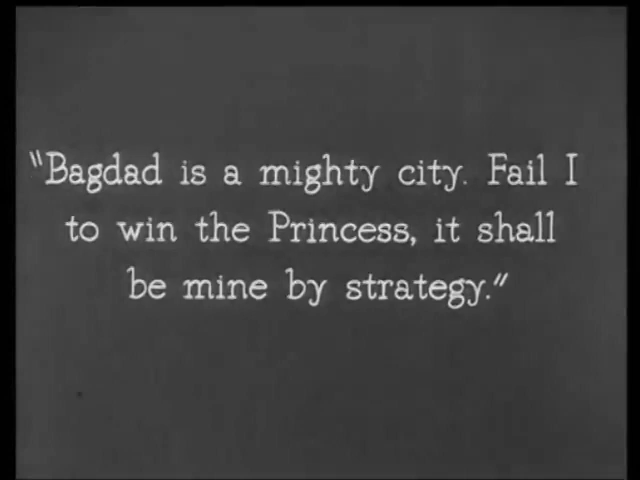 "Bagdad is a mighty city. Fail I
to win the Princess, it shall
be mine by strategy."